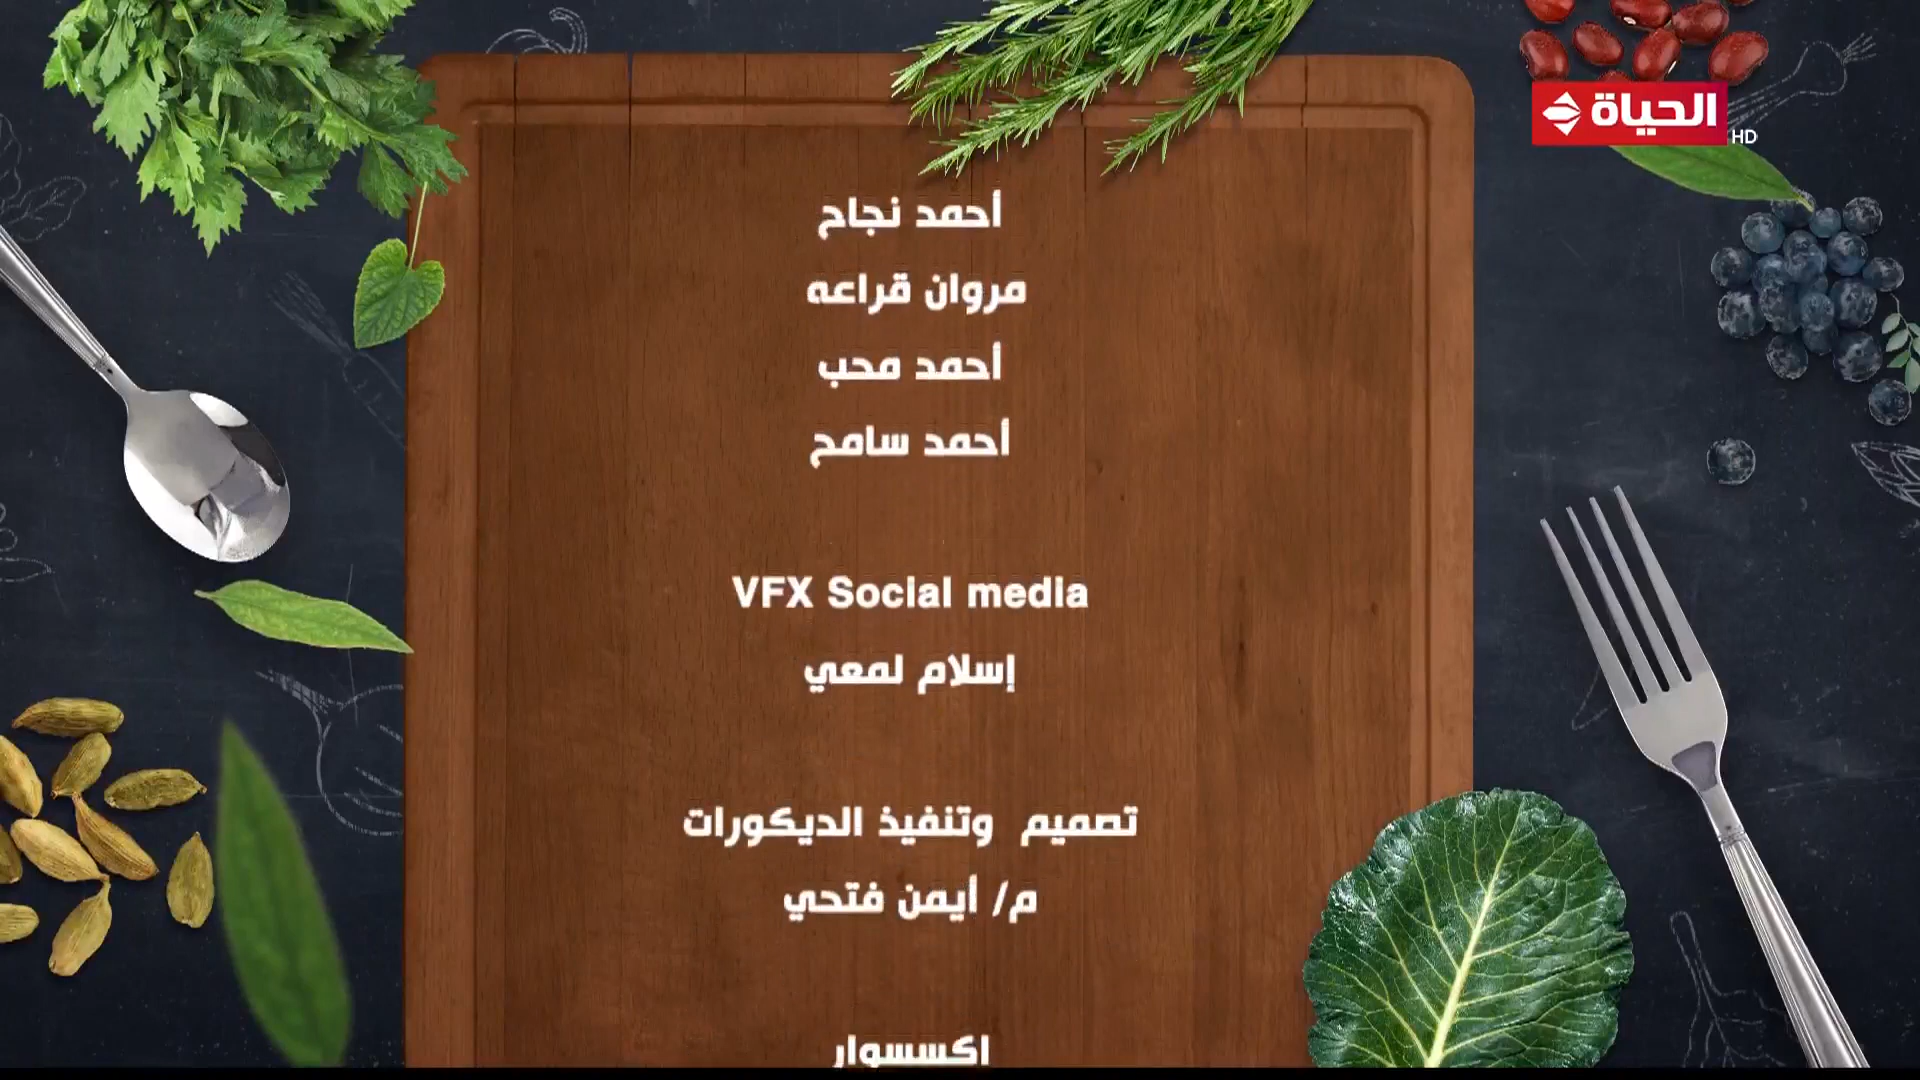 الحياة
HD
أحمد نجاح
مروان قراعه
أحمد محب
أحمد سامح
VFX Social media
إسلام لمعي
تصميم وتنفيذ الديكورات
م/ أيمن فتحي
اكسسوار